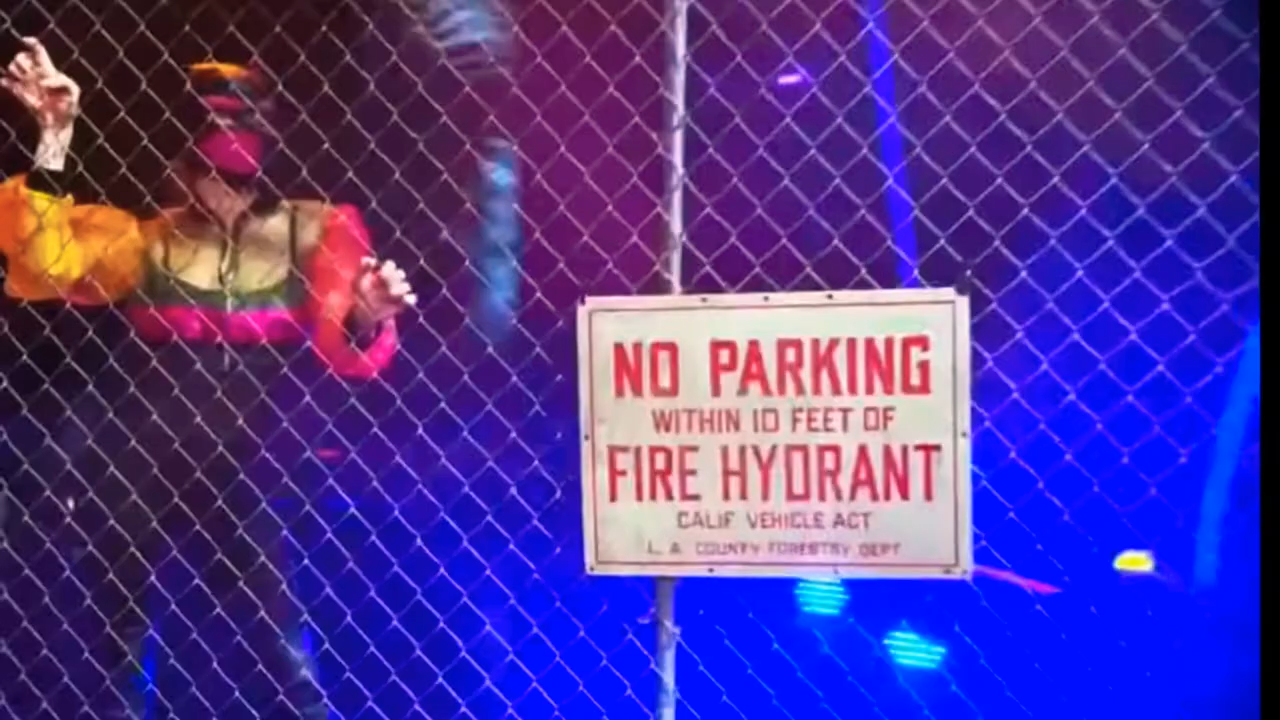 NO PARKING
WITHIN 10 FEET OF
FIRE HYDRANT
CALIF VEHICLE ACT
L. A. COUNTY FORESTRY DEPT